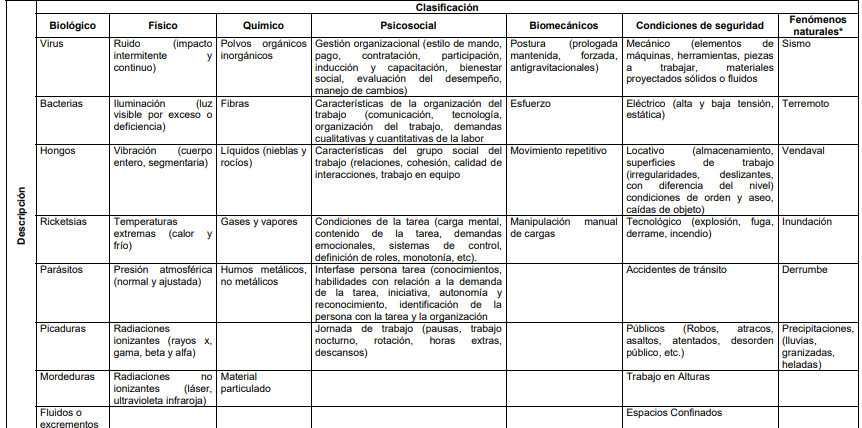 Clasificación
Biológico Físico Químico Psicosocial Biomecánicos Condiciones de seguridad Fenómenos naturales*
Descripción
Virus
Ruido (impacto
intermitente y
continuo)
Polvos orgánicos
inorgánicos
Gestión organizacional (estilo de mando,
pago, contratación, participación,
inducción y capacitación, bienestar
social, evaluación del desempeño,
manejo de cambios)
Postura (prologada
mantenida, forzada,
antigravitacionales)
Mecánico (elementos de
máquinas, herramientas, piezas
a trabajar, materiales
proyectados sólidos o fluidos
Sismo
Bacterias
Iluminación (luz
visible por exceso o
deficiencia)
Fibras
Características de la organización del
trabajo (comunicación, tecnología,
organización del trabajo, demandas
cualitativas y cuantitativas de la labor
Esfuerzo
Eléctrico (alta y baja tensión,
estática)
Terremoto
Hongos
Vibración (cuerpo
entero, segmentaria)
Líquidos (nieblas y
rocíos)
Características del grupo social del
trabajo (relaciones, cohesión, calidad de
interacciones, trabajo en equipo
Movimiento repetitivo
Locativo (almacenamiento,
superficies de trabajo
(irregularidades, deslizantes,
con diferencia del nivel)
condiciones de orden y aseo,
caídas de objeto)
Vendaval
Ricketsias
Temperaturas
extremas (calor y
frío)
Gases y vapores
Condiciones de la tarea (carga mental,
contenido de la tarea, demandas
emocionales, sistemas de control,
definición de roles, monotonía, etc).
Manipulación manual
de cargas
Tecnológico (explosión, fuga,
derrame, incendio)
Inundación
Parásitos
Presión atmosférica
(normal y ajustada)
Humos metálicos,
no metálicos
Interfase persona tarea (conocimientos,
habilidades con relación a la demanda
de la tarea, iniciativa, autonomía y
reconocimiento, identificación de la
persona con la tarea y la organización
Accidentes de tránsito
Derrumbe
Picaduras
Radiaciones
ionizantes (rayos x,
gama, beta y alfa)
Jornada de trabajo (pausas, trabajo
nocturno, rotación, horas extras,
descansos)
Públicos (Robos, atracos,
asaltos, atentados, desorden
público, etc.)
Precipitaciones,
(lluvias,
granizadas,
heladas)
Mordeduras
Radiaciones no
ionizantes (láser,
ultravioleta infraroja)
Material
particulado
Trabajo en Alturas
Fluidos o
excrementos
Espacios Confinados